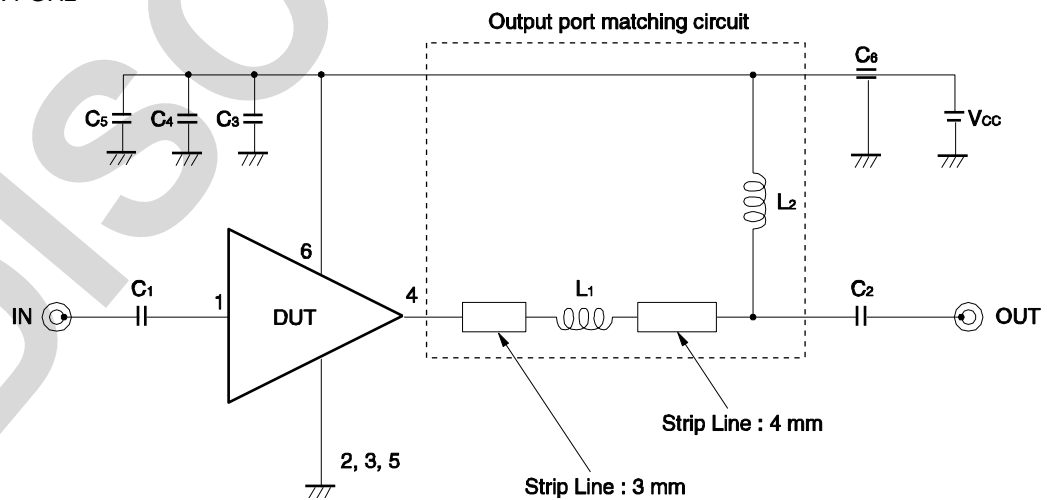 Output port matching circuit
C6
C5
C4
C3
VCC
L2
6
C1
1
4
L1
C2
IN
DUT
OUT
Strip Line : 4 mm
2, 3, 5
Strip Line : 3 mm